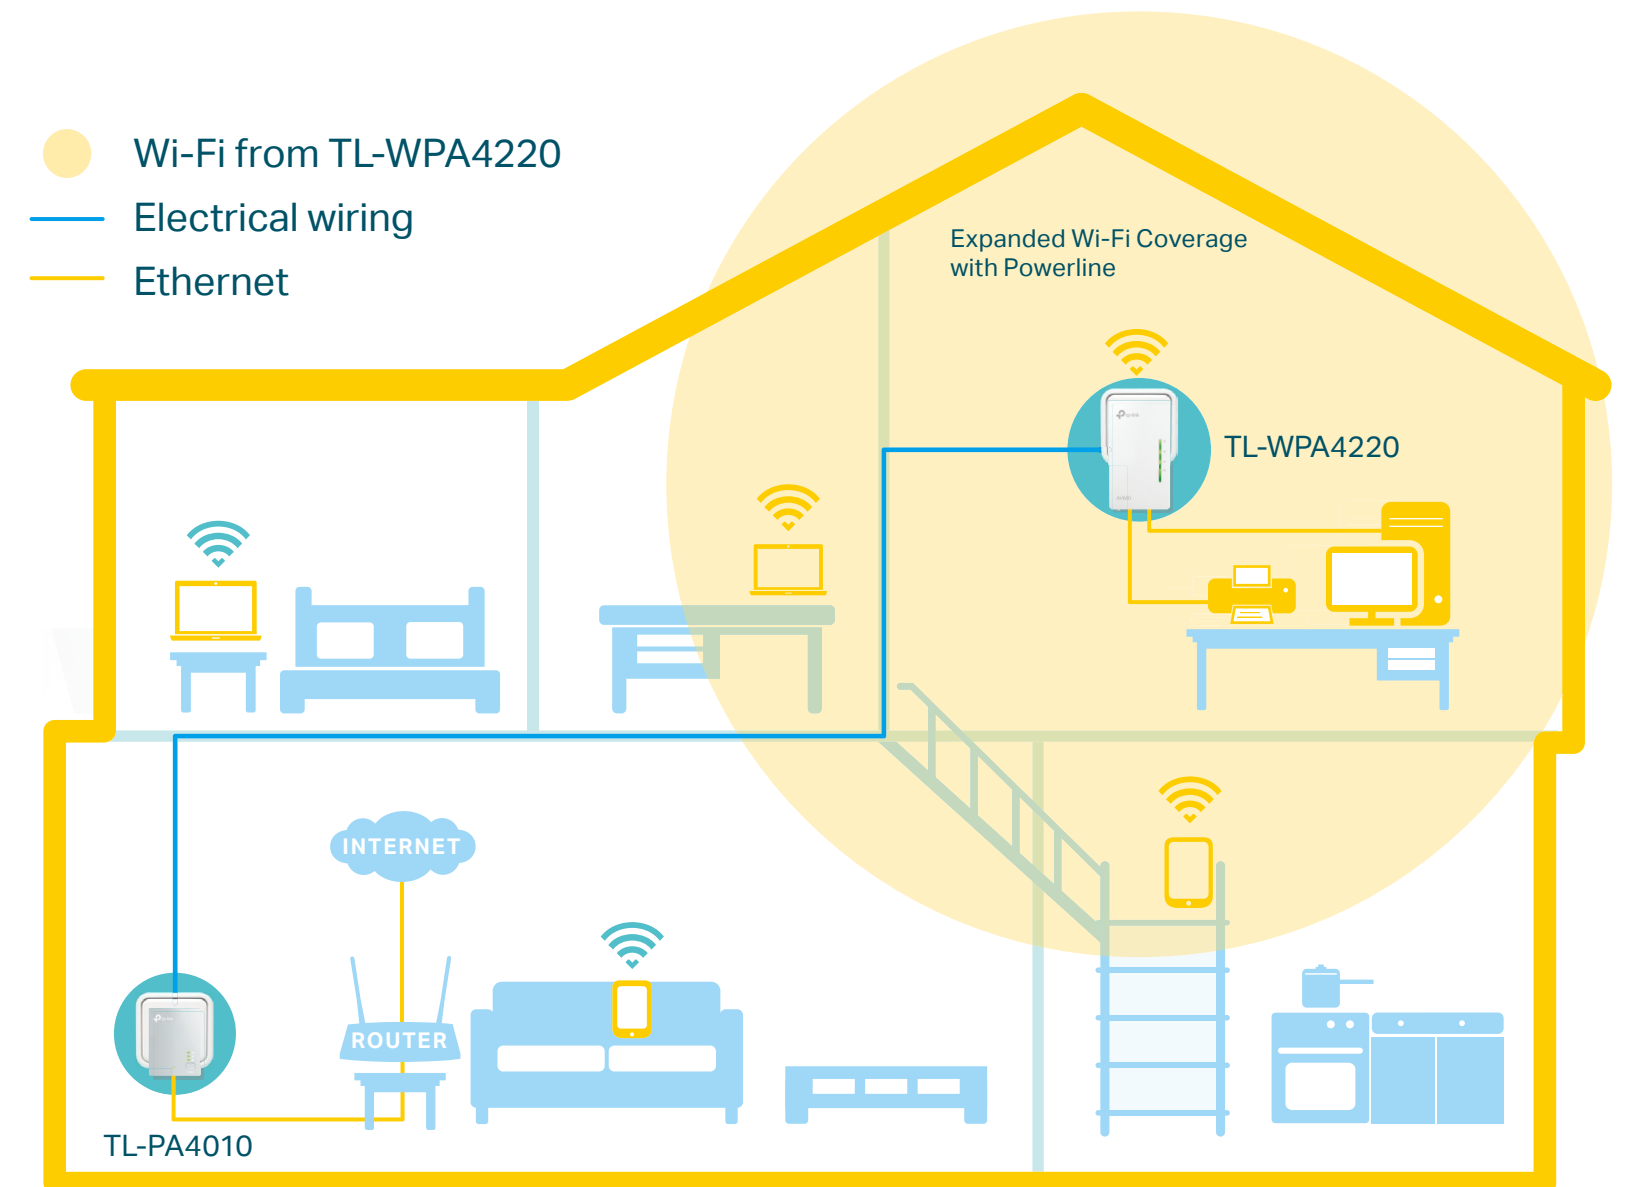 Wi-Fi from TL-WPA4220
Electrical wiring
Ethernet
Expanded Wi-Fi Coverage
with Powerline
TL-WPA4220
INTERNET
ROUTER
TL-PA4010